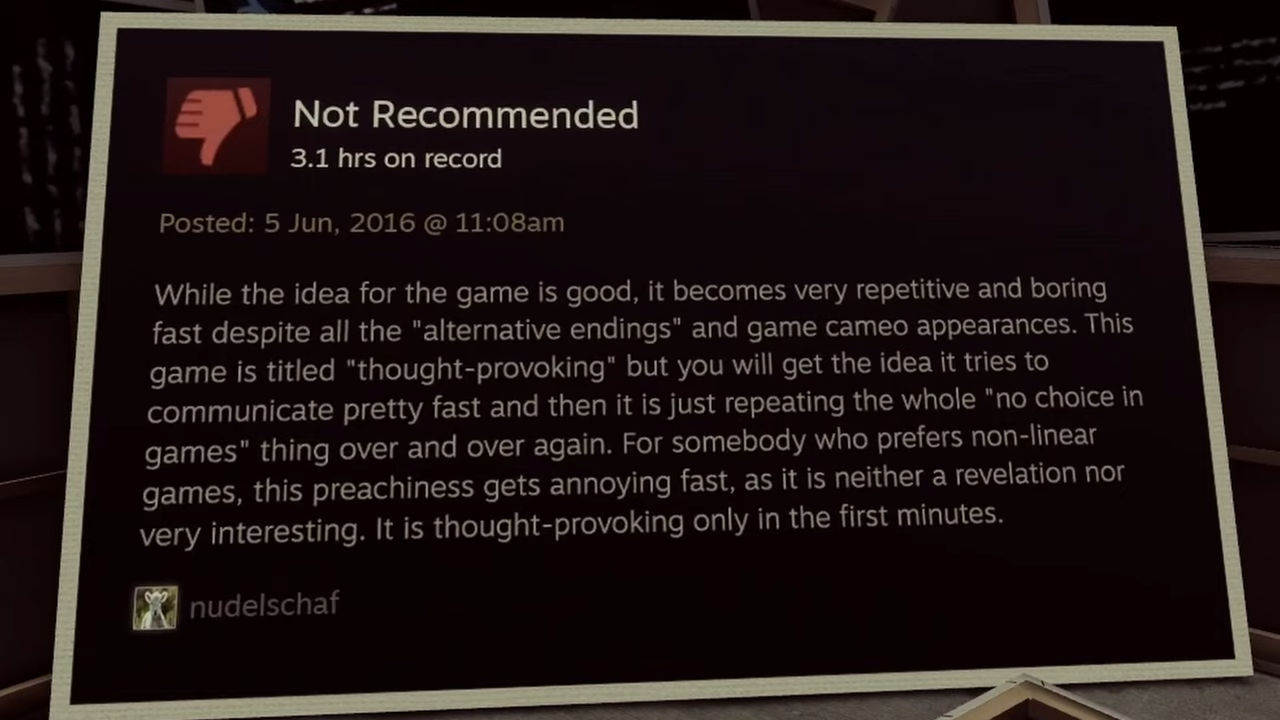 Not Recommended
3.1 hrs on record
Posted: 5 Jun, 2016 @ 11:08am
While the idea for the game is good, it becomes very repetitive and boring
fast despite all the "alternative endings" and game cameo appearances. This
game is titled "thought-provoking" but you will get the idea it tries to
communicate pretty fast and then it is just repeating the whole "no choice in
games" thing over and over again. For somebody who prefers non-linear
games, this preachiness gets annoying fast, as it is neither a revelation nor
very interesting. It is thought-provoking only in the first minutes.
nudelschaf